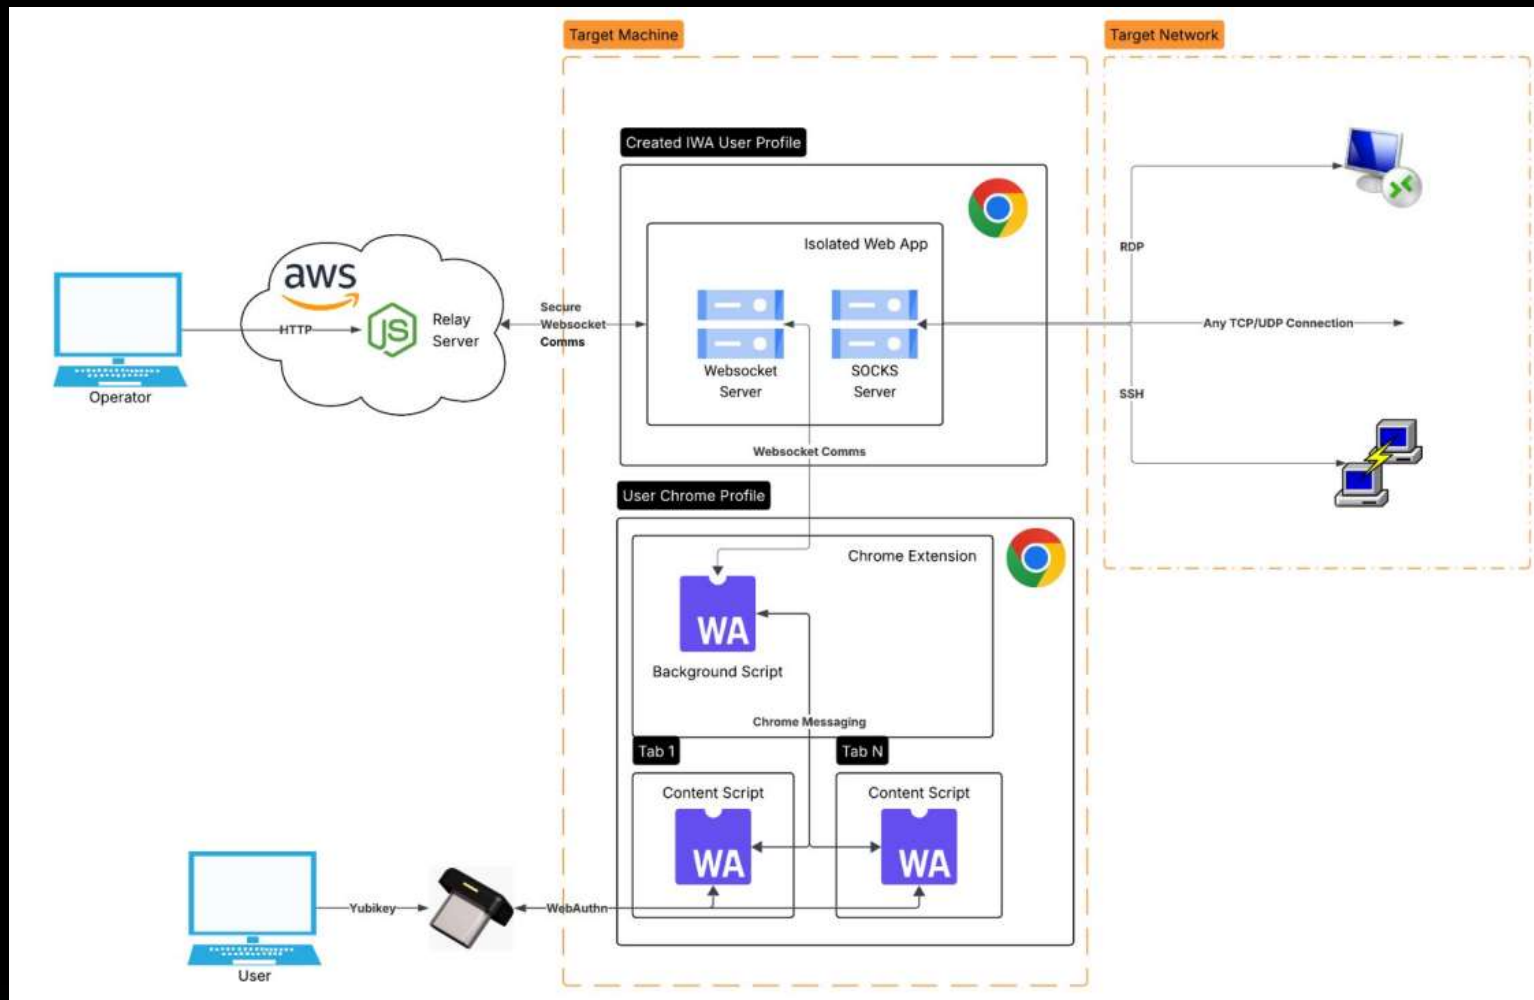 Target Machine
Target Network
Created IWA User Profile
Isolated Web App
aws
HTTP
JS
Relay
Server
Secure
Websocket
Comms
Websocket
Server
SOCKS
Server
RDP
Any TCP/UDP Connection
SSH
Operator
Websocket Comms
User Chrome Profile
Chrome Extension
WA
Background Script
Chrome Messaging
Tab 1
Tab N
Content Script
Content Script
WA
WA
Yubikey
WebAuthn
User